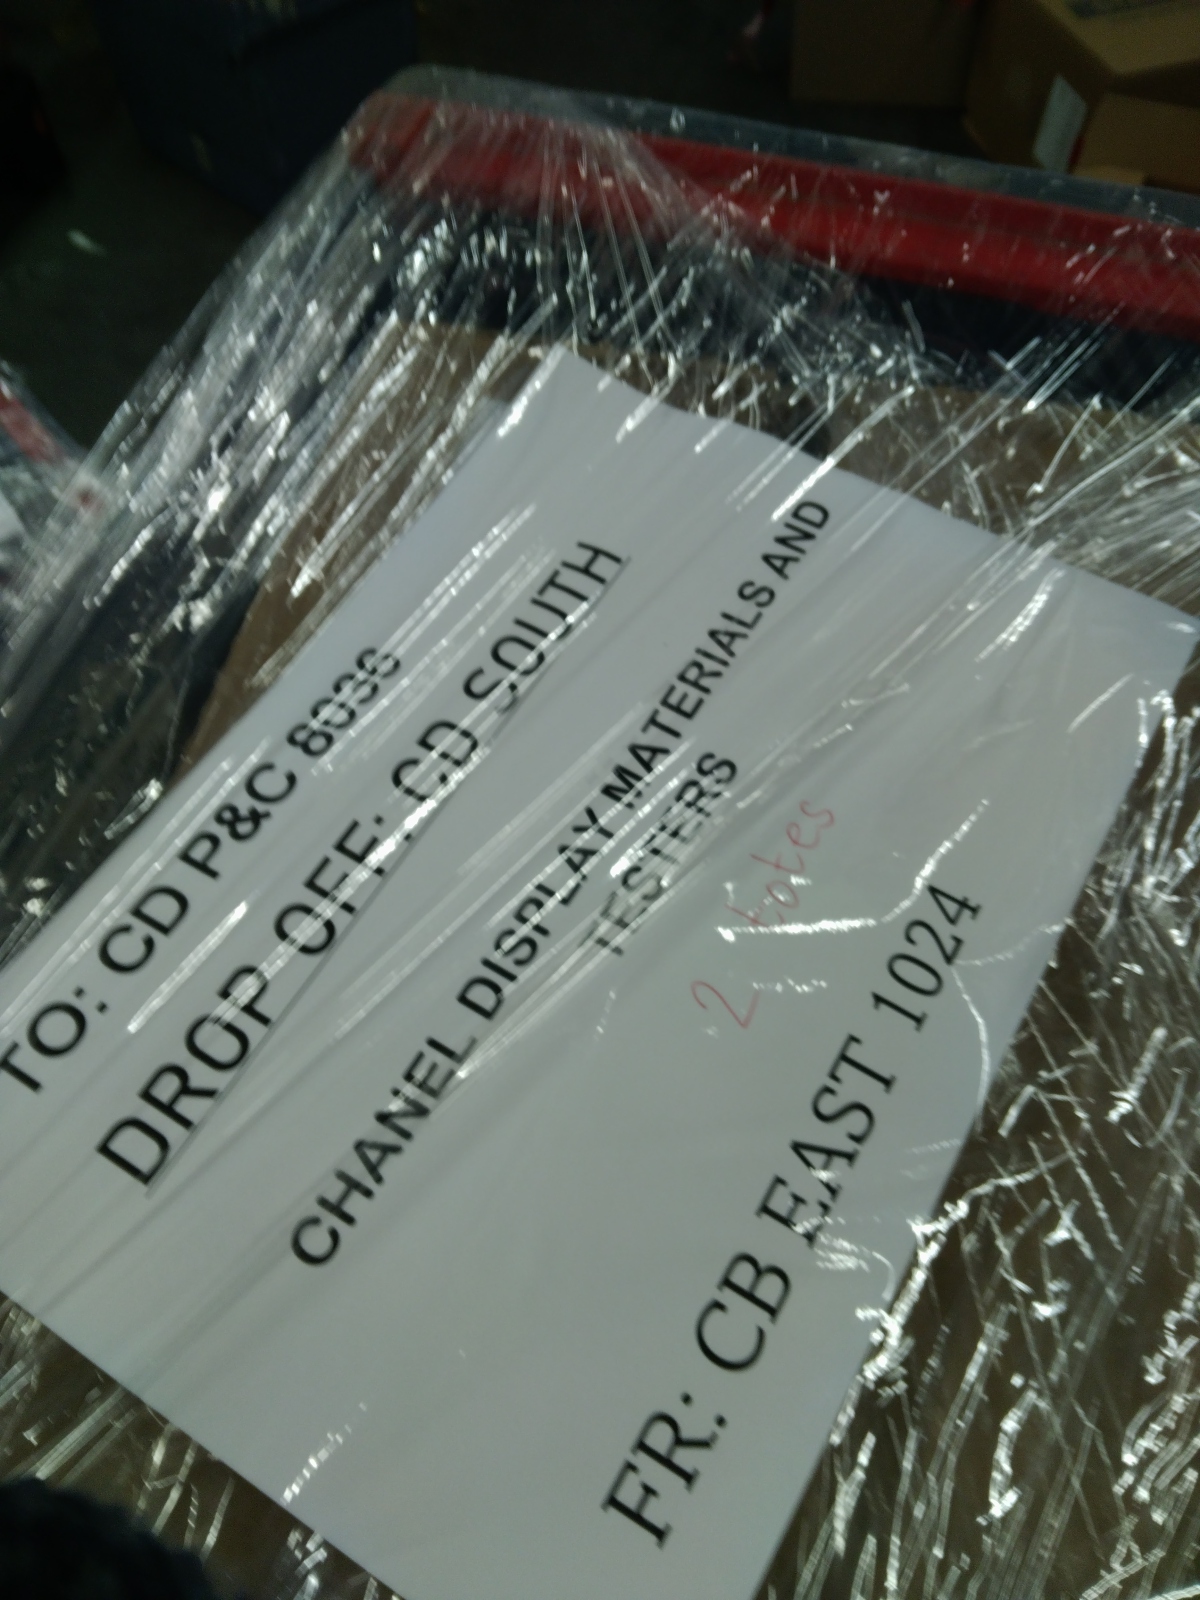 TO: CD P&C 8036
DROP OFF: CD SOUTH
CHANEL DISPLAY MATERIALS AND
TESTERS
2 totes
FR: CB EAST 1024